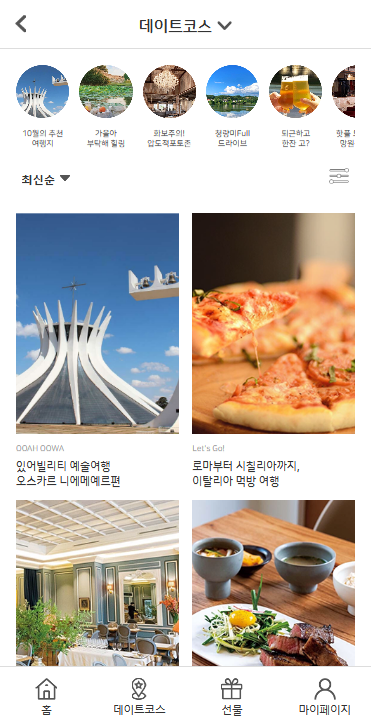 데이트코스
10월의 추천
여행지
가을아
부탁해 힐링
화보주의!
압도적포토존
청량미Full
드라이브
퇴근하고
한잔 고?
핫플
망원
최신순
OOAH OOWA
있어빌리티 예술여행
오스카르 니에메예르편
Let's Go!
로마부터 시칠리아까지,
이탈리아 먹방 여행
홈
데이트코스
선물
마이페이지